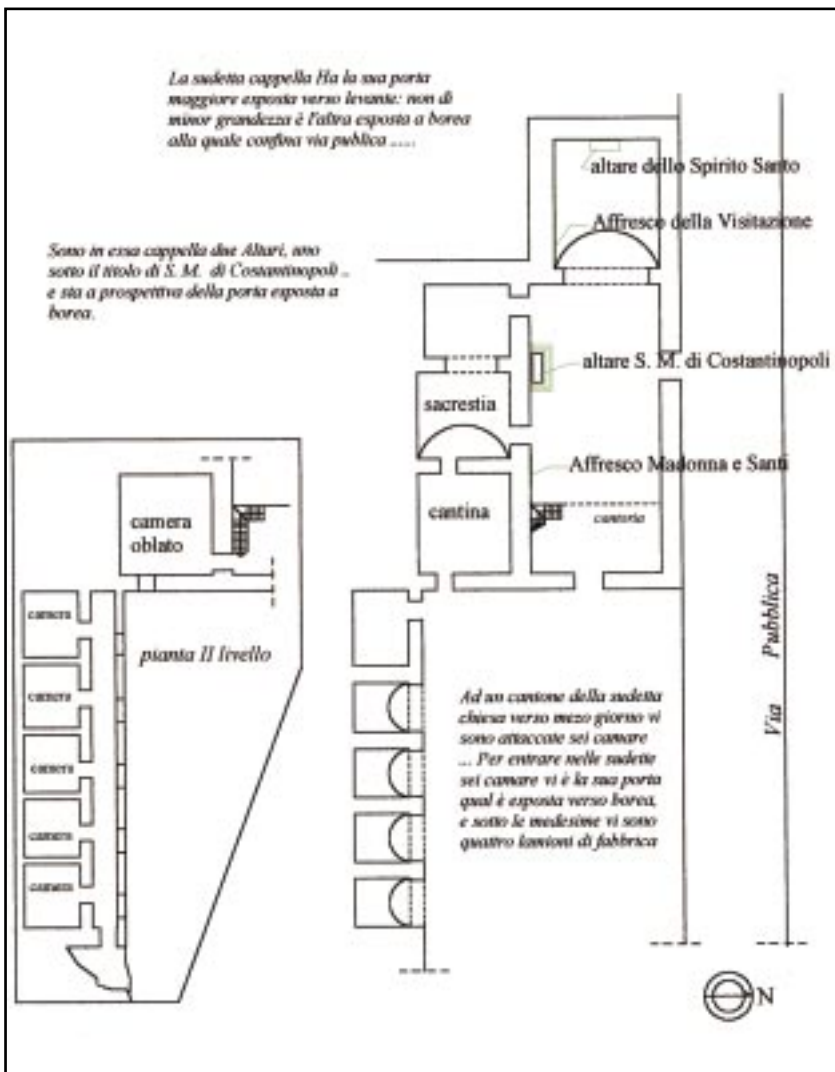 La sudetta cappella Ha la sua porta
maggiore esposta verso levante: non di
minor grandezza è l'altra esposta a borea
alla quale confina via publica .....
altare dello Spirito Santo
Affresco della Visitazione
Sono in essa cappella due Altari, uno
sotto il titolo di S. M. di Costantinopoli ..
e sta a prospettiva della porta esposta a
borea.
altare S. M. di Costantinopoli
sacrestia
Affresco Madonna e Santi
cantina
cantoria
camera
oblato
camera
pianta II livello
camera
camera
camera
camera
Via Pubblica
Ad un cantone della sudetta
chiesa verso mezo giorno vi
sono attaccate sei camare
... Per entrare nelle sudette
sei camare vi è la sua porta
qual è esposta verso borea,
e sotto le medesime vi sono
quattro lamioni di fabbrica
N